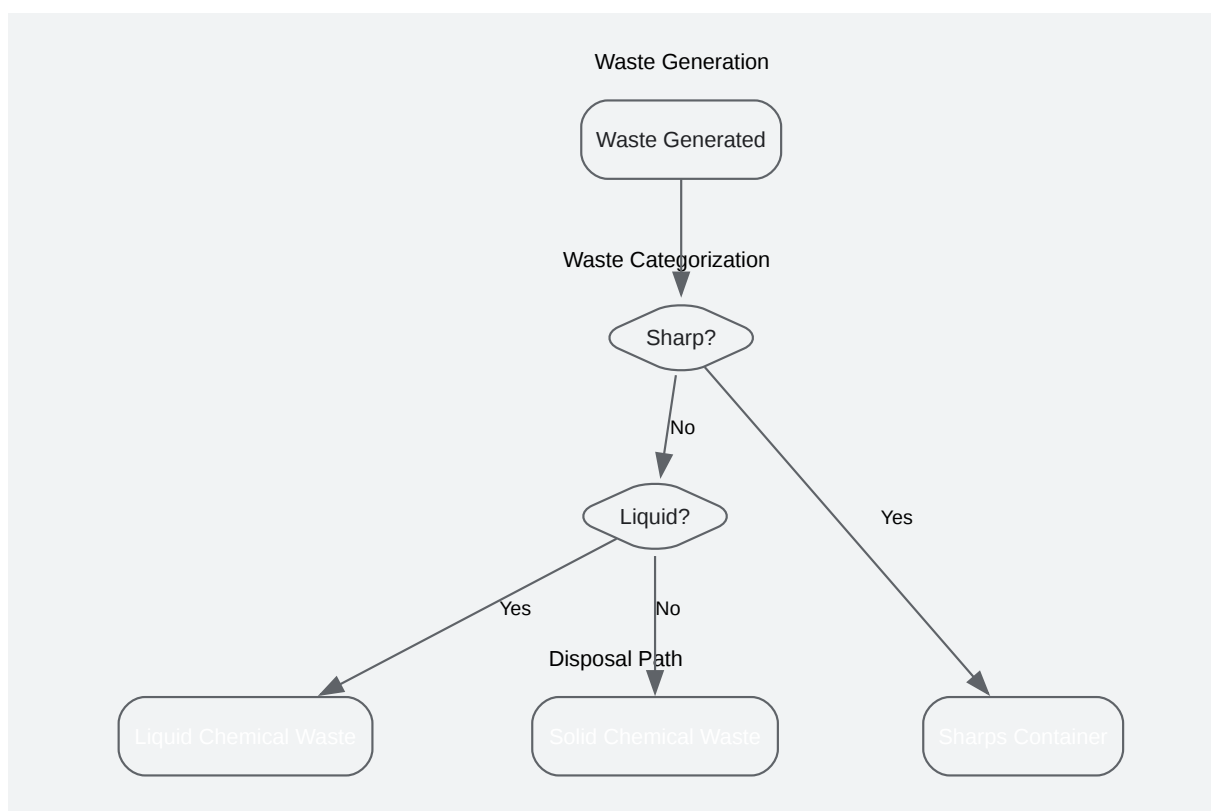 Waste Generation
Waste Generated
Waste Categorization
Sharp?
No
Liquid?
Yes
Yes
No
Disposal Path
Liquid Chemical Waste
Solid Chemical Waste
Sharps Container